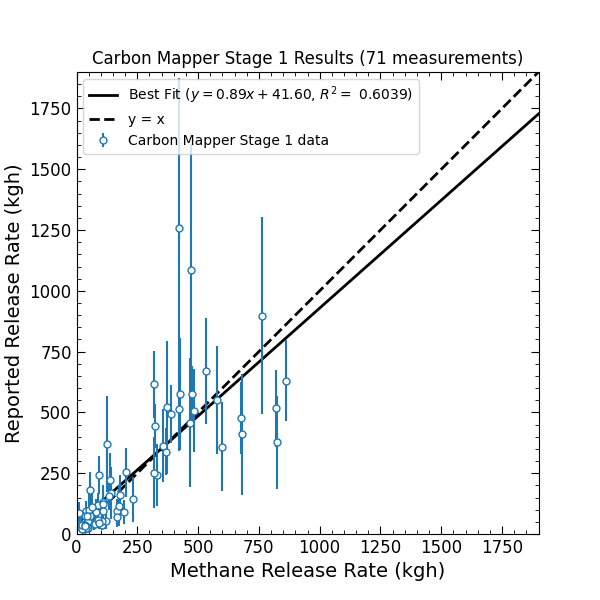 Carbon Mapper Stage 1 Results (71 measurements)
Best Fit (y = 0.89x + 41.60, R² = 0.6039)
y = x
Carbon Mapper Stage 1 data
Reported Release Rate (kgh)
1750
1500
1250
1000
750
500
250
0
0 250 500 750 1000 1250 1500 1750
Methane Release Rate (kgh)